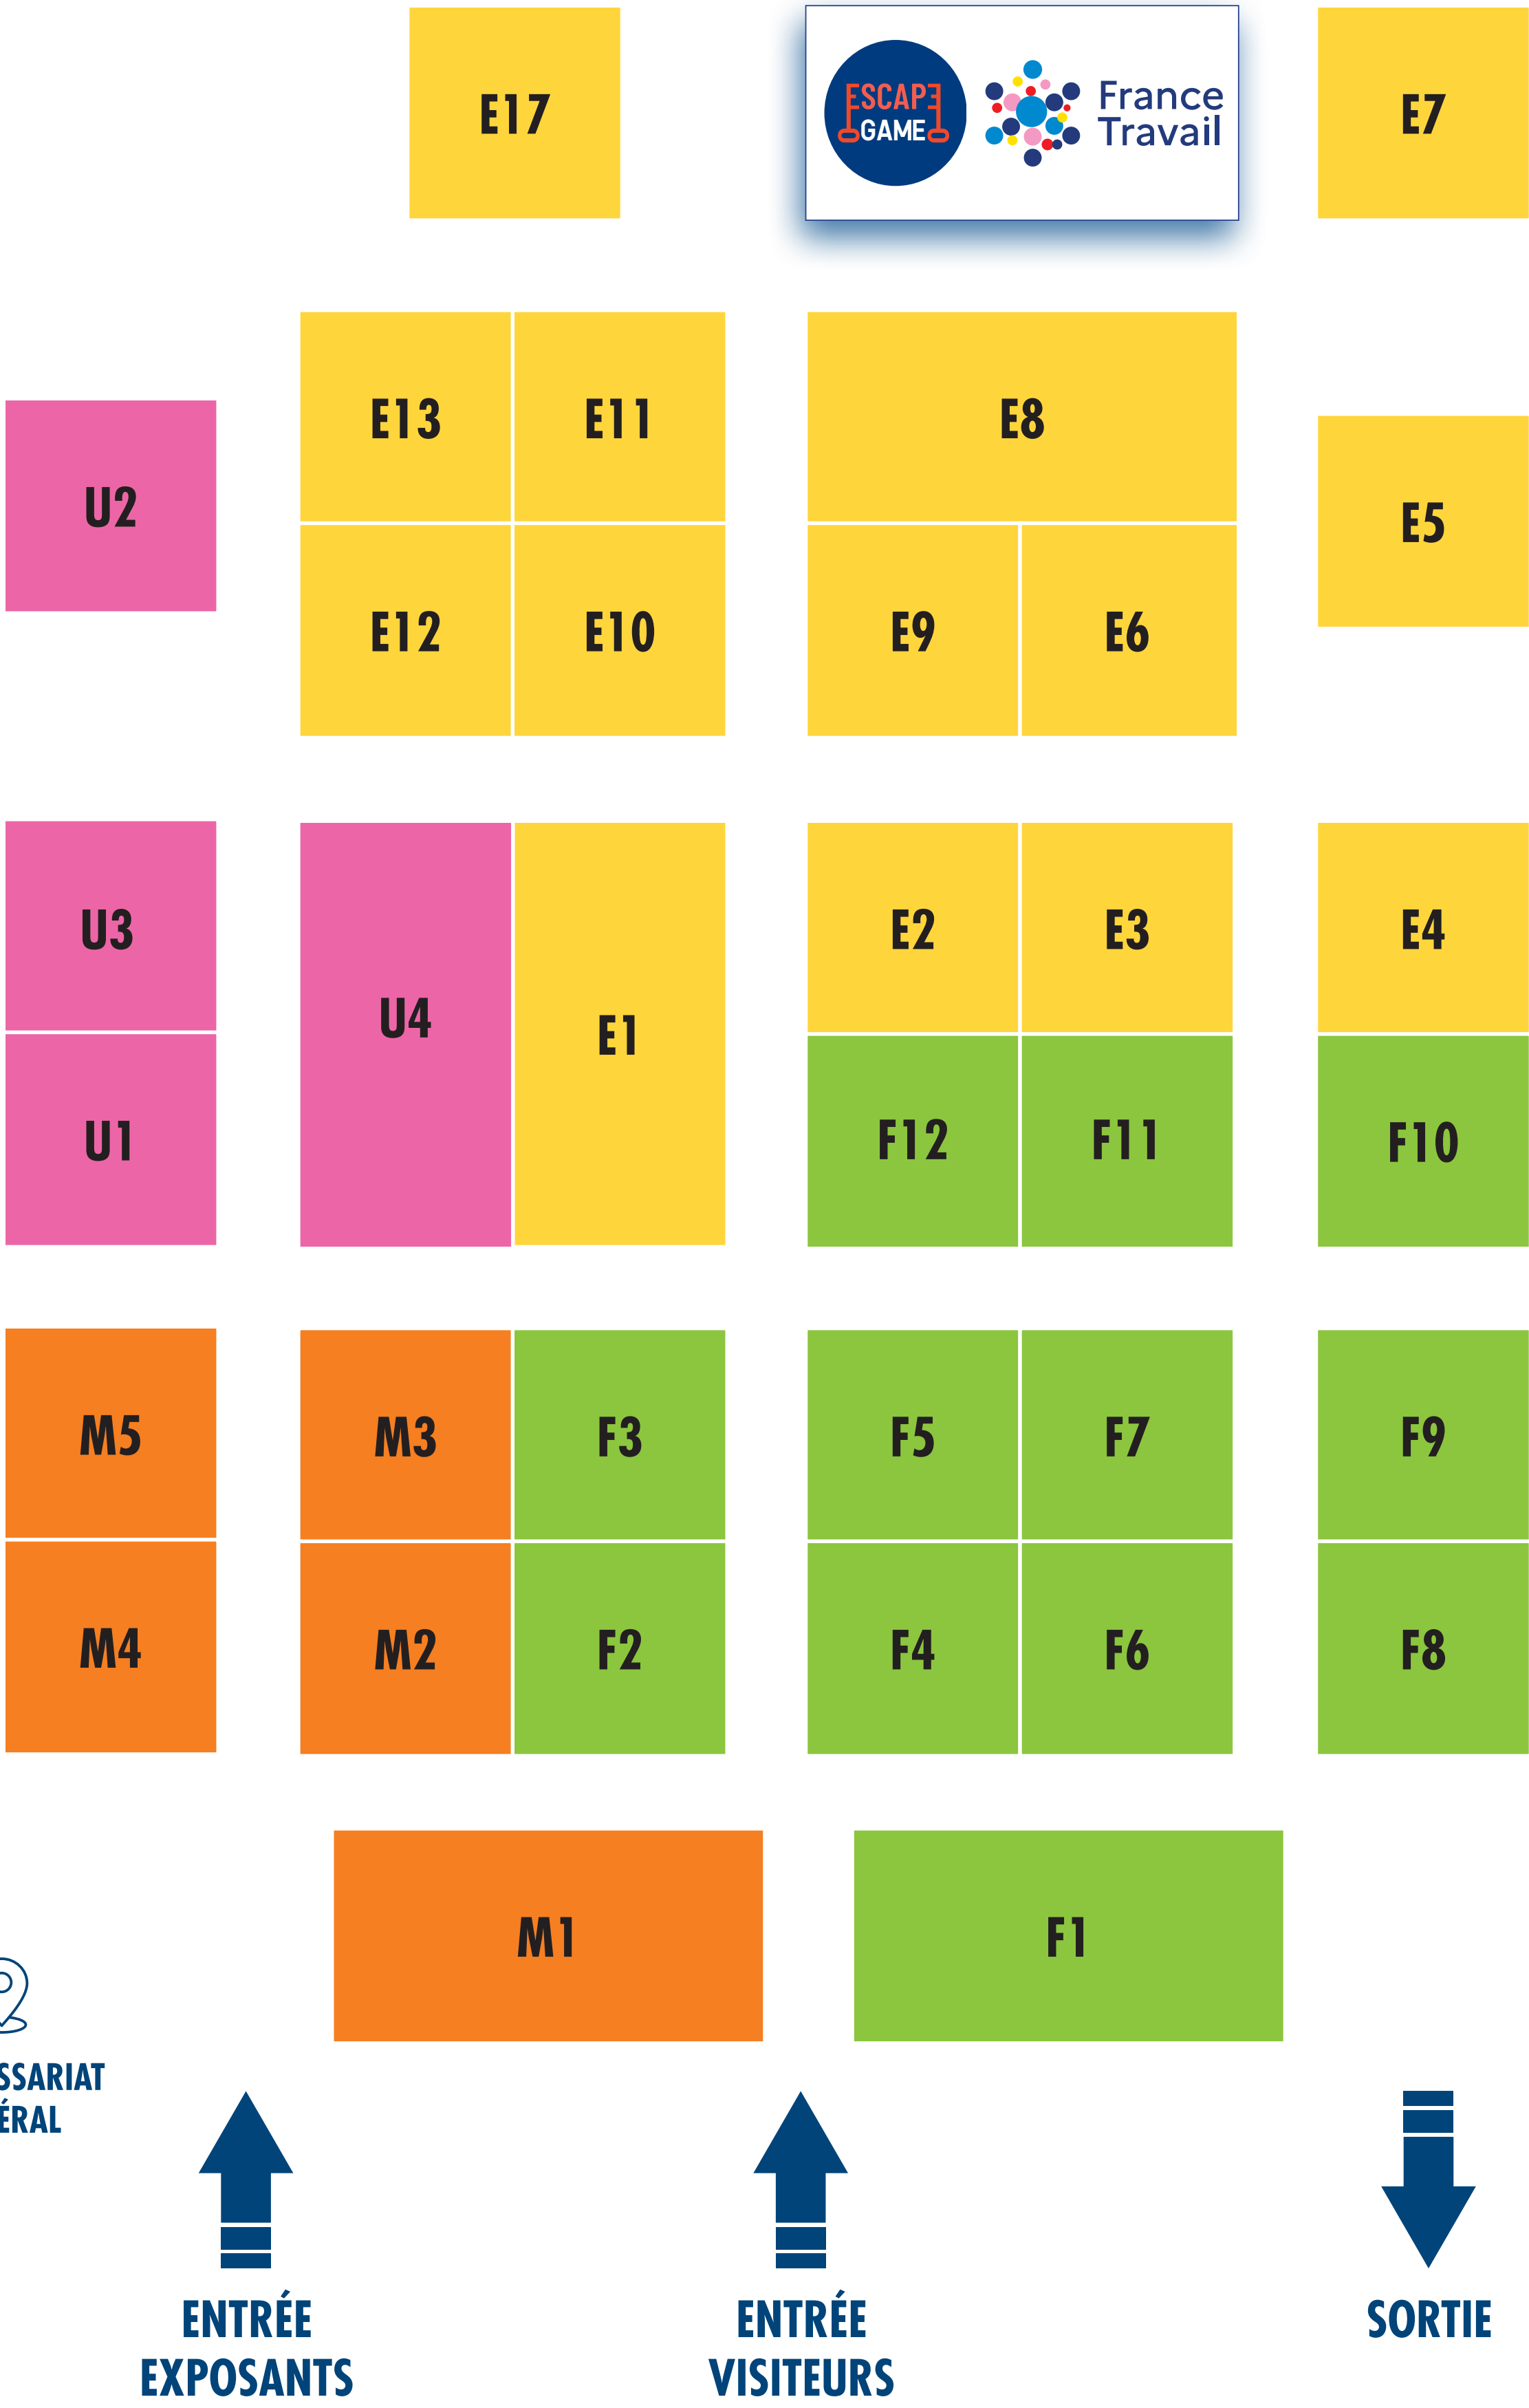 E17
ESCAPE
GAME
France
Travail
E7
E13
E11
E8
U2
E5
E12
E10
E9
E6
U3
U4
E1
E2
E3
E4
U1
F12
F11
F10
M5
M3
F3
F5
F7
F9
M4
M2
F2
F4
F6
F8
M1
F1
SSARIAT
ÉRAL
ENTRÉE
EXPOSANTS
ENTRÉE
VISITEURS
SORTIE